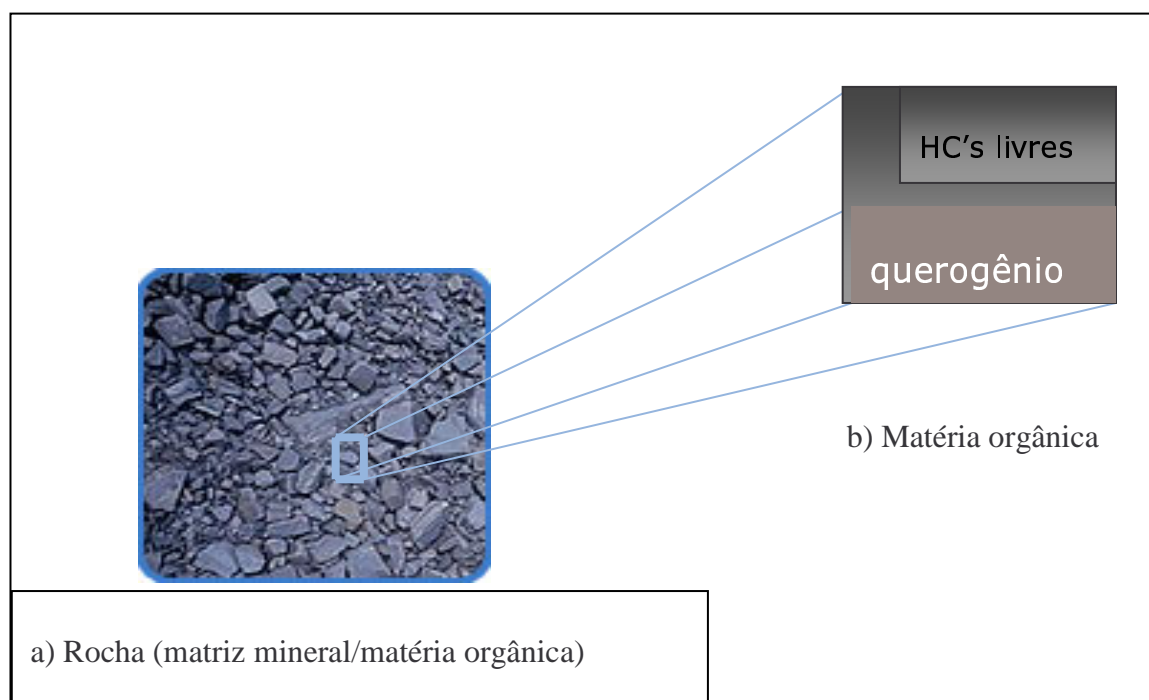 HC’s livres
querogênio
b) Matéria orgânica
a) Rocha (matriz mineral/matéria orgânica)